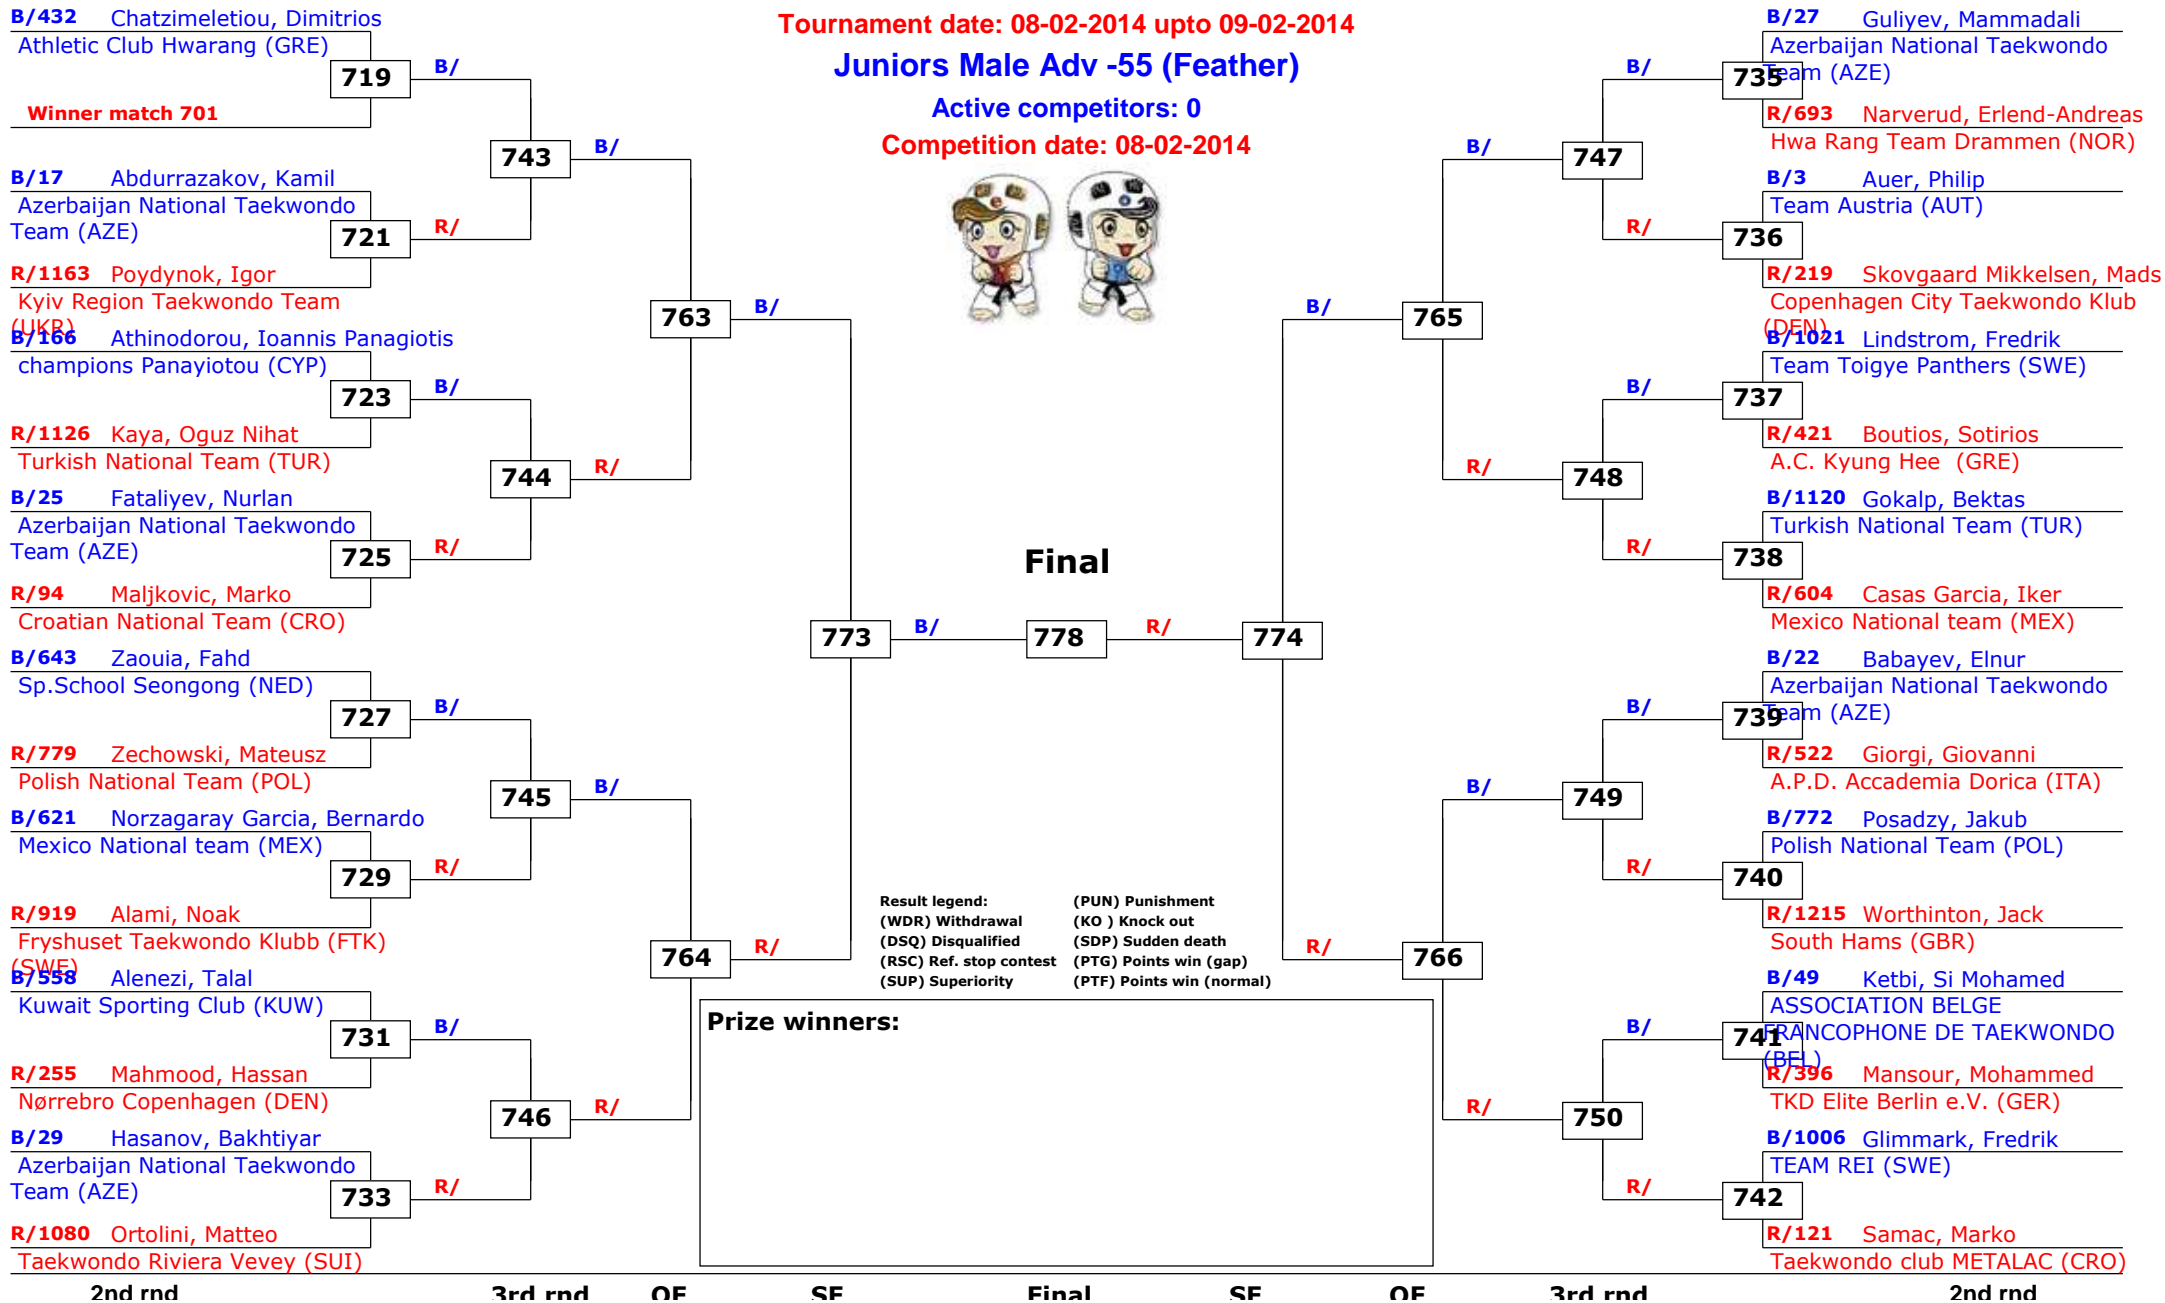 Tournament date: 08-02-2014 upto 09-02-2014
Juniors Male Adv -55 (Feather)
Active competitors: 0
Competition date: 08-02-2014
B/432 Chatzimeletiou, Dimitrios
Athletic Club Hwarang (GRE)
719
B/
Winner match 701
743
B/
B/17 Abdurrazakov, Kamil
Azerbaijan National Taekwondo
Team (AZE)
721
R/
R/1163 Poydynok, Igor
Kyiv Region Taekwondo Team
(UKR)
763
B/
B/166 Athinodorou, Ioannis Panagiotis
champions Panayiotou (CYP)
723
B/
R/1126 Kaya, Oguz Nihat
Turkish National Team (TUR)
744
R/
B/25 Fataliyev, Nurlan
Azerbaijan National Taekwondo
Team (AZE)
725
R/
R/94 Maljkovic, Marko
Croatian National Team (CRO)
773
B/
B/643 Zaouia, Fahd
Sp.School Seongong (NED)
727
B/
R/779 Zechowski, Mateusz
Polish National Team (POL)
745
B/
B/621 Norzagaray Garcia, Bernardo
Mexico National team (MEX)
729
R/
R/919 Alami, Noak
Fryshuset Taekwondo Klubb (FTK)
(SWE)
764
R/
B/558 Alenezi, Talal
Kuwait Sporting Club (KUW)
731
B/
R/255 Mahmood, Hassan
Nørrebro Copenhagen (DEN)
746
R/
B/29 Hasanov, Bakhtiyar
Azerbaijan National Taekwondo
Team (AZE)
733
R/
R/1080 Ortolini, Matteo
Taekwondo Riviera Vevey (SUI)
Final
778
R/
774
Result legend:
(WDR) Withdrawal
(DSQ) Disqualified
(RSC) Ref. stop contest
(SUP) Superiority
(PUN) Punishment
(KO ) Knock out
(SDP) Sudden death
(PTG) Points win (gap)
(PTF) Points win (normal)
Prize winners:
B/27 Guliyev, Mammadali
Azerbaijan National Taekwondo
Team (AZE)
B/
735
R/693 Narverud, Erlend-Andreas
Hwa Rang Team Drammen (NOR)
B/
747
B/3 Auer, Philip
Team Austria (AUT)
R/
736
R/219 Skovgaard Mikkelsen, Mads
Copenhagen City Taekwondo Klub
(DEN)
B/
765
B/1021 Lindstrom, Fredrik
Team Toigye Panthers (SWE)
B/
737
R/421 Boutios, Sotirios
A.C. Kyung Hee (GRE)
R/
748
B/1120 Gokalp, Bektas
Turkish National Team (TUR)
R/
738
R/604 Casas Garcia, Iker
Mexico National team (MEX)
B/22 Babayev, Elnur
Azerbaijan National Taekwondo
Team (AZE)
B/
739
R/522 Giorgi, Giovanni
A.P.D. Accademia Dorica (ITA)
B/
749
B/772 Posadzy, Jakub
Polish National Team (POL)
R/
740
R/1215 Worthinton, Jack
South Hams (GBR)
R/
766
B/49 Ketbi, Si Mohamed
ASSOCIATION BELGE
FRANCOPHONE DE TAEKWONDO
(BEL)
B/
741
R/396 Mansour, Mohammed
TKD Elite Berlin e.V. (GER)
R/
750
B/1006 Glimmark, Fredrik
TEAM REI (SWE)
R/
742
R/121 Samac, Marko
Taekwondo club METALAC (CRO)
2nd rnd 3rd rnd QF SF Final SF QF 3rd rnd 2nd rnd